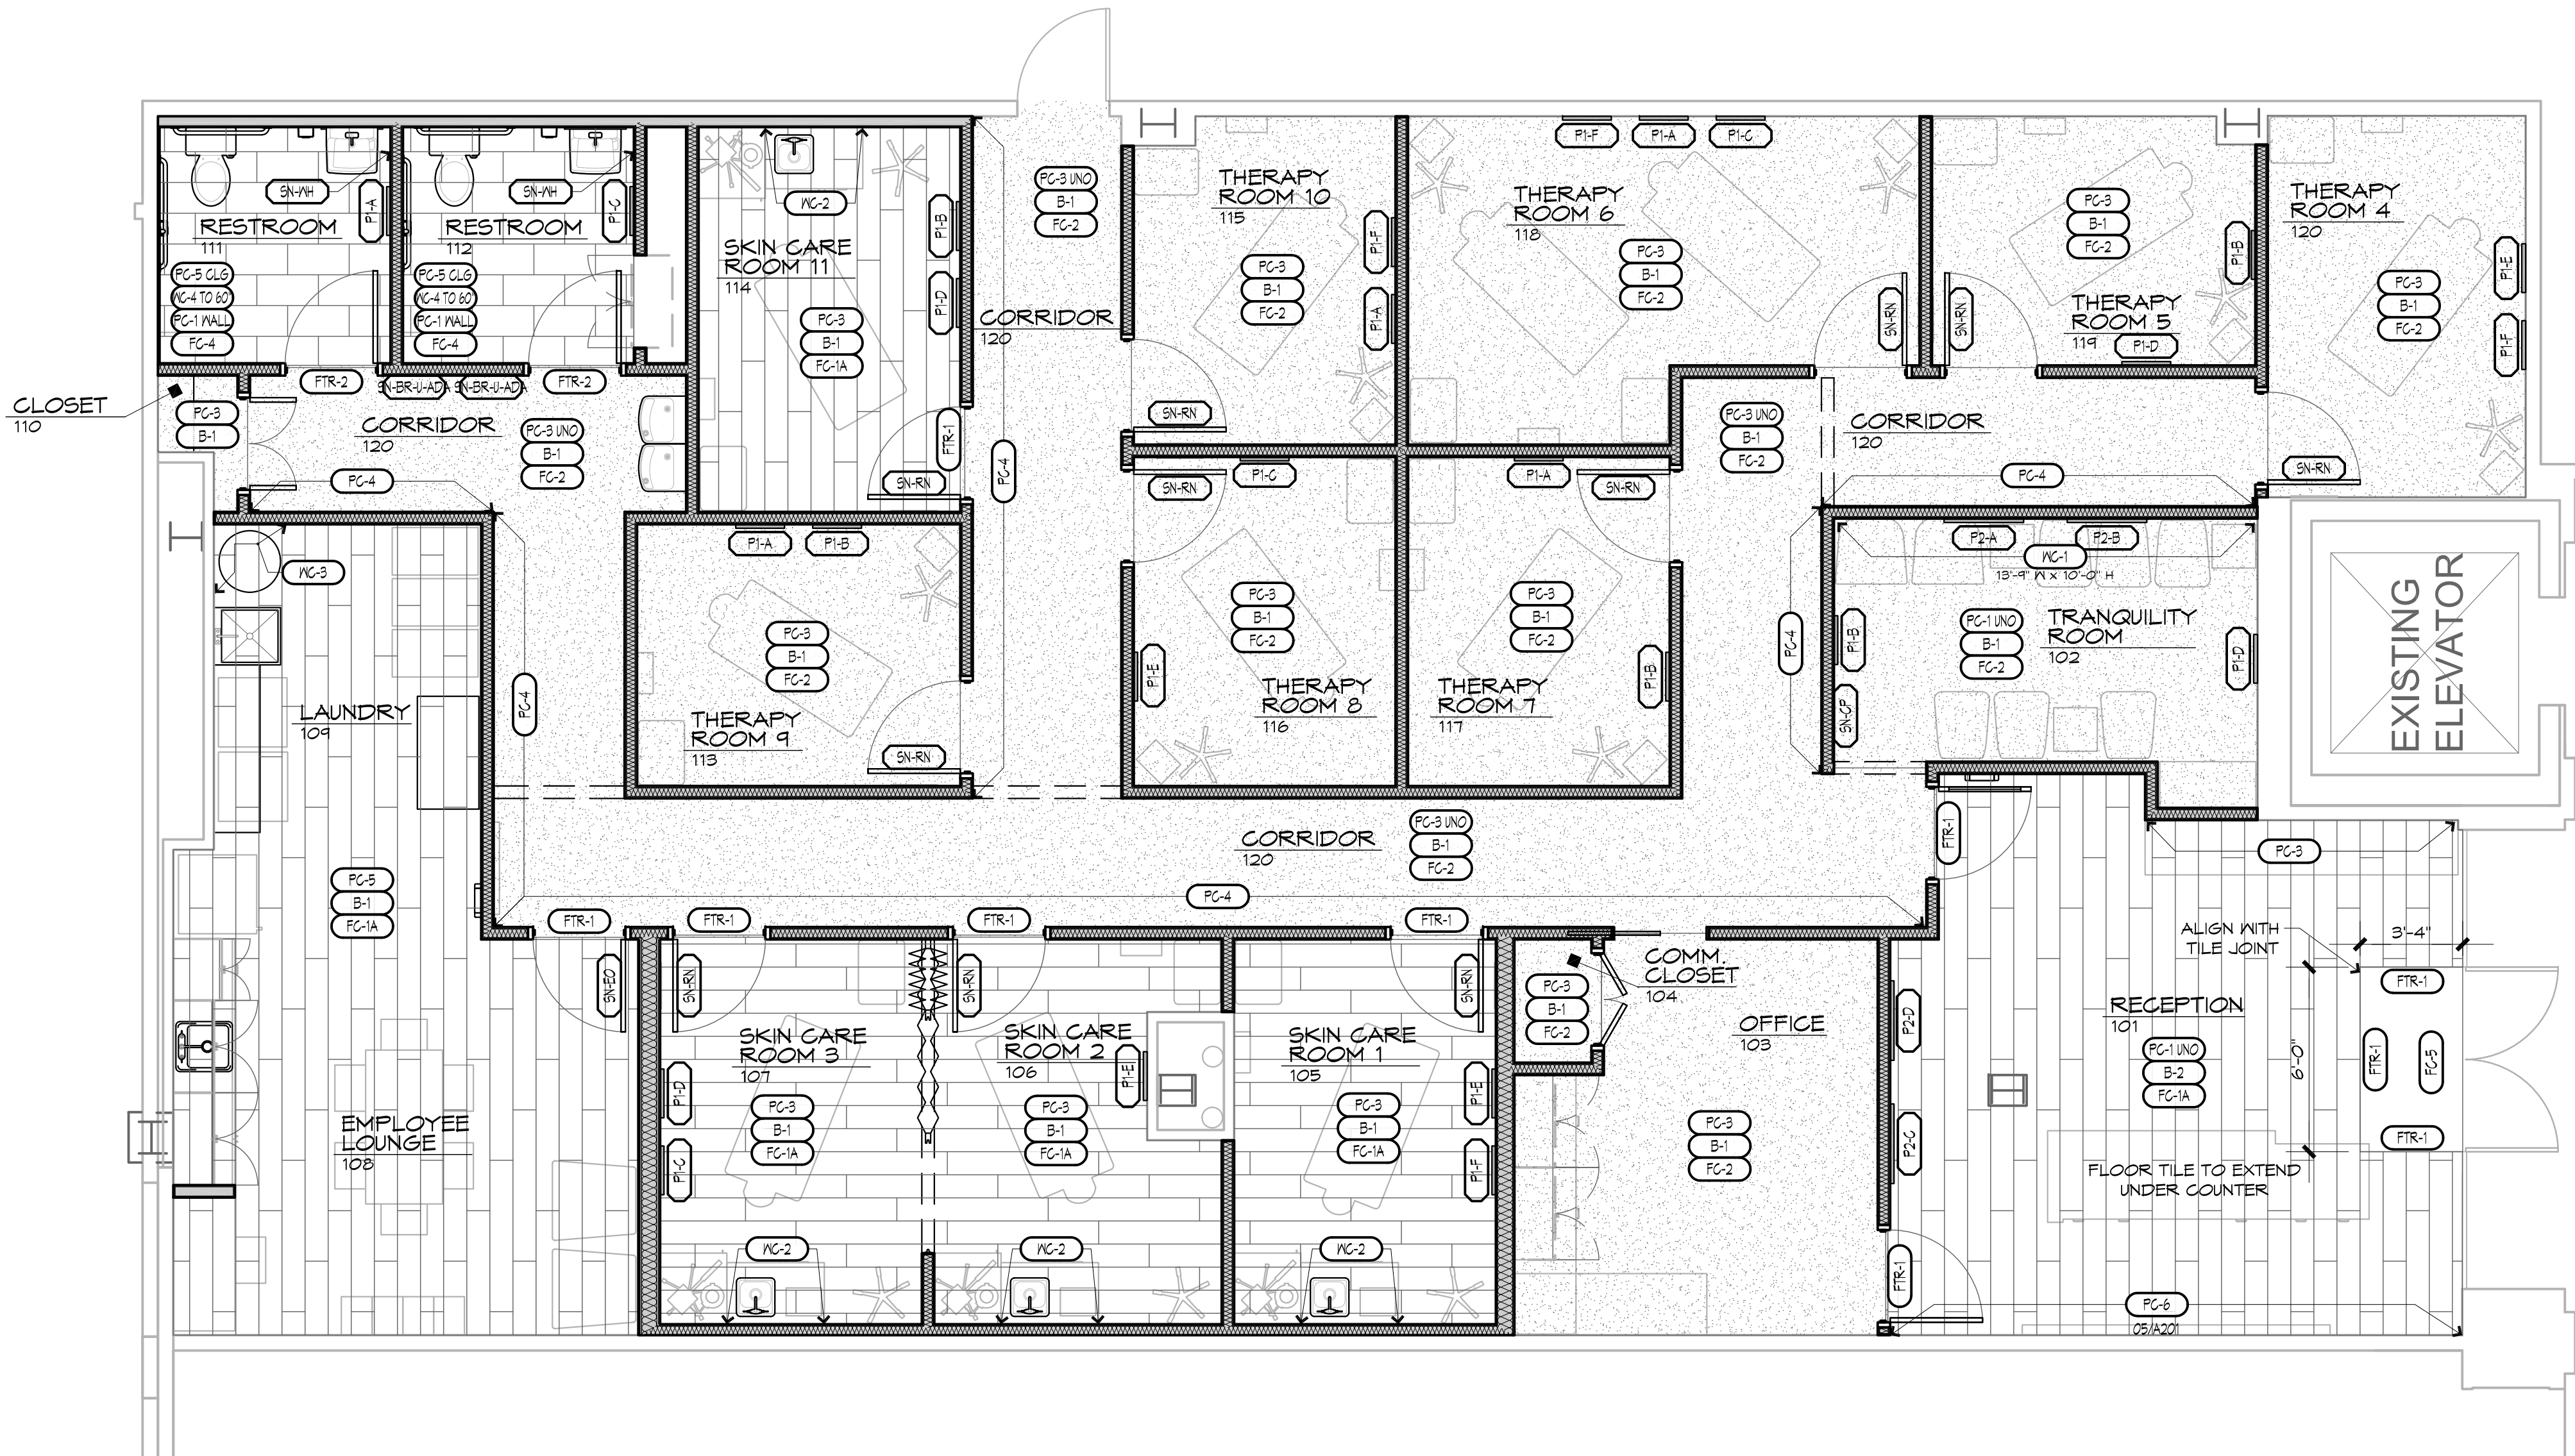 RESTROOM
111
SN-WH
P1-A
PC-5 CLG
WC-4 TO 60"
PC-1 WALL
FC-4
RESTROOM
112
SN-WH
P1-C
PC-5 CLG
WC-4 TO 60"
PC-1 WALL
FC-4
FTR-2
SN-BR-U-ADA
SN-BR-U-ADA
FTR-2
CLOSET
110
PC-3
B-1
CORRIDOR
120
PC-3 UNO
B-1
FC-2
PC-4
WC-2
SKIN CARE
ROOM 11
114
P1-B
P1-D
PC-3
B-1
FC-1A
FTR-1
SN-RN
PC-3 UNO
B-1
FC-2
CORRIDOR
120
PC-4
THERAPY
ROOM 10
115
PC-3
B-1
FC-2
P1-F
P1-A
SN-RN
P1-F
P1-A
P1-C
THERAPY
ROOM 6
118
PC-3
B-1
FC-2
SN-RN
SN-RN
PC-3
B-1
FC-2
P1-B
THERAPY
ROOM 5
119
P1-D
THERAPY
ROOM 4
120
PC-3
B-1
FC-2
P1-E
P1-F
SN-RN
PC-3 UNO
B-1
FC-2
CORRIDOR
120
PC-4
WC-3
LAUNDRY
109
PC-4
P1-A
P1-B
PC-3
B-1
FC-2
THERAPY
ROOM 9
113
SN-RN
SN-RN
P1-C
PC-3
B-1
FC-2
P1-E
THERAPY
ROOM 8
116
P1-A
SN-RN
PC-3
B-1
FC-2
P1-B
THERAPY
ROOM 7
117
PC-4
P2-A
P2-B
WC-1
13'-9" W x 10'-0" H
P1-B
SN-CP
PC-1 UNO
B-1
FC-2
TRANQUILITY
ROOM
102
P1-D
EXISTING
ELEVATOR
CORRIDOR
120
PC-3 UNO
B-1
FC-2
PC-4
FTR-1
PC-3
PC-5
B-1
FC-1A
EMPLOYEE
LOUNGE
108
FTR-1
FTR-1
FTR-1
FTR-1
SN-EO
SN-RN
SKIN CARE
ROOM 3
107
P1-D
P1-C
PC-3
B-1
FC-1A
WC-2
SN-RN
SKIN CARE
ROOM 2
106
P1-E
PC-3
B-1
FC-1A
WC-2
SN-RN
SKIN CARE
ROOM 1
105
P1-E
P1-F
PC-3
B-1
FC-1A
WC-2
COMM.
CLOSET
104
PC-3
B-1
FC-2
OFFICE
103
PC-3
B-1
FC-2
P2-D
P2-C
FTR-1
ALIGN WITH
TILE JOINT
3'-4"
6'-0"
RECEPTION
101
PC-1 UNO
B-2
FC-1A
FTR-1
FTR-1
FC-5
FTR-1
FLOOR TILE TO EXTEND
UNDER COUNTER
PC-6
05/A201